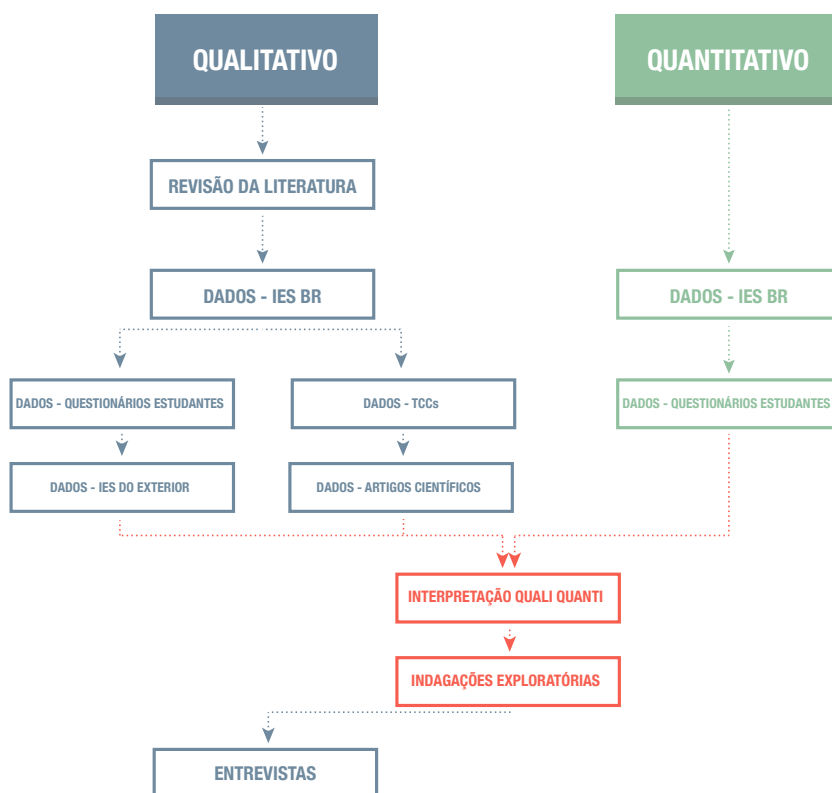 QUALITATIVO
QUANTITATIVO
REVISÃO DA LITERATURA
DADOS - IES BR
DADOS - IES BR
DADOS - QUESTIONÁRIOS ESTUDANTES
DADOS - TCCs
DADOS - QUESTIONÁRIOS ESTUDANTES
DADOS - IES DO EXTERIOR
DADOS - ARTIGOS CIENTÍFICOS
INTERPRETAÇÃO QUALI QUANTI
INDAGAÇÕES EXPLORATÓRIAS
ENTREVISTAS